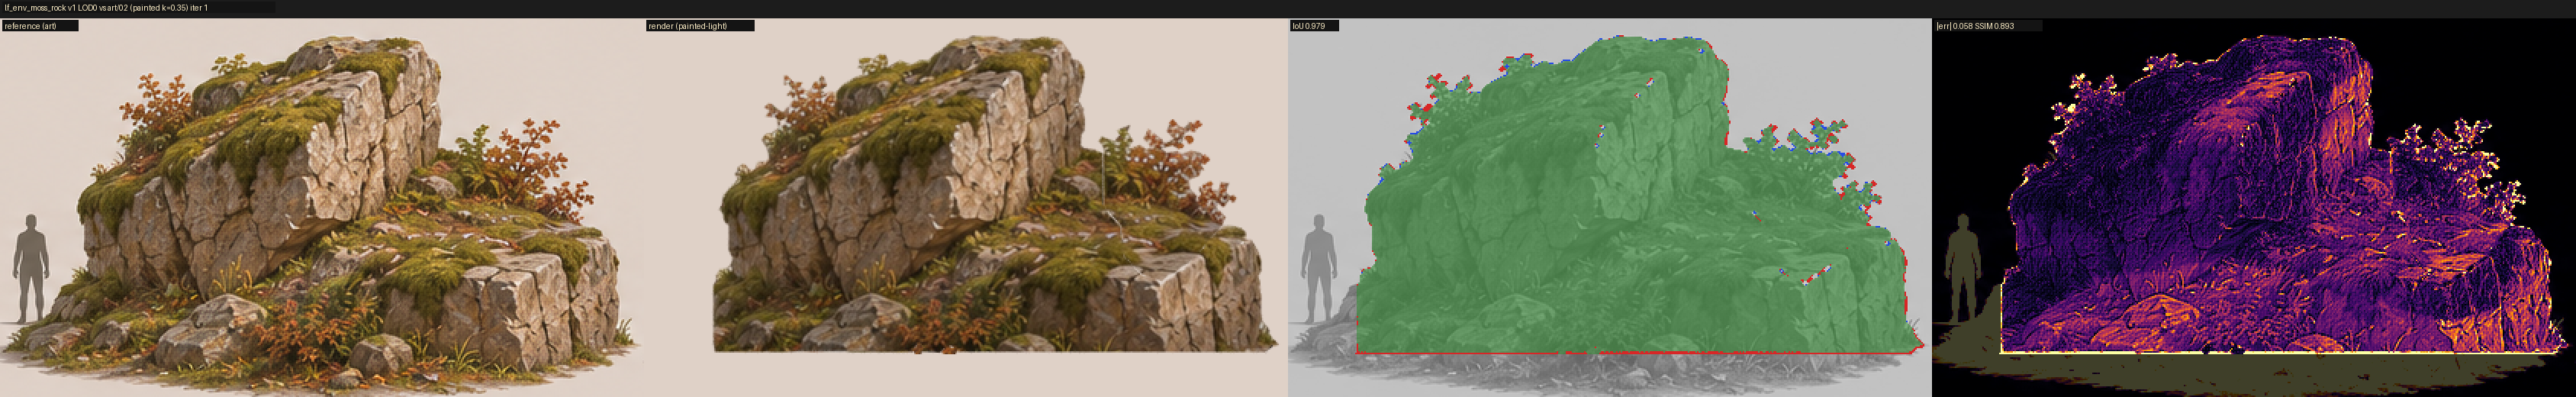 lf_env_moss_rock v1 LOD0 vs art/02 (painted k=0.35) iter 1
reference (art)
render (painted-light)
IoU 0.979
|err| 0.058 SSIM 0.893